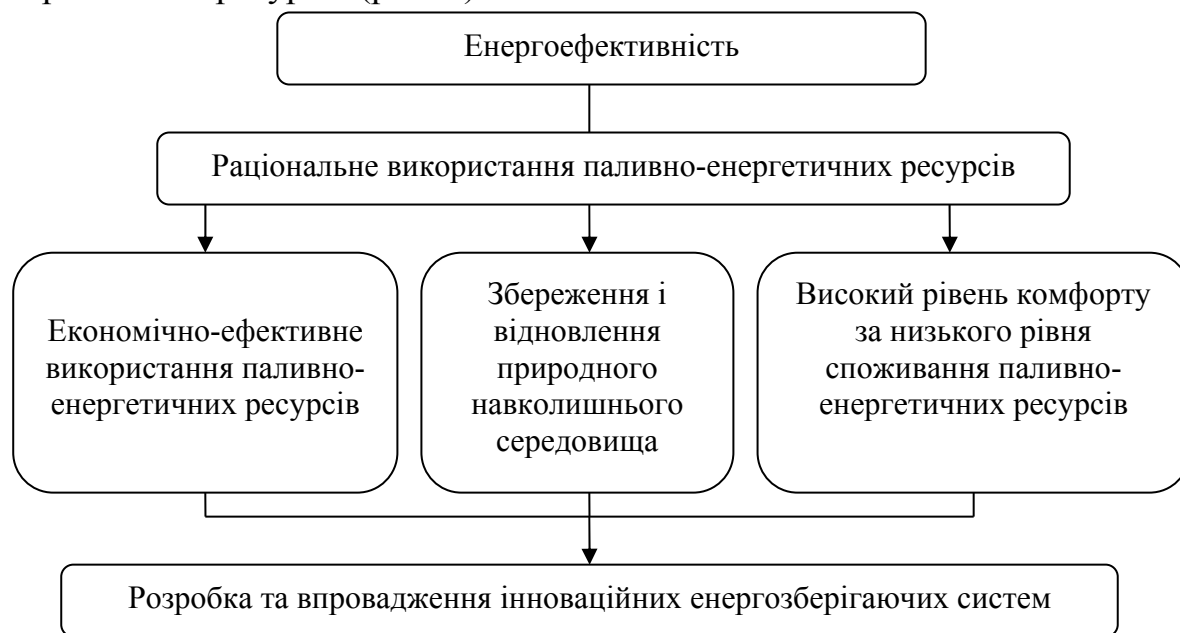 Енергоефективність
Раціональне використання паливно-енергетичних ресурсів
Економічно-ефективне
використання паливно-
енергетичних ресурсів
Збереження і
відновлення
природного
навколишнього
середовища
Високий рівень комфорту
за низького рівня
споживання паливно-
енергетичних ресурсів
Розробка та впровадження інноваційних енергозберігаючих систем